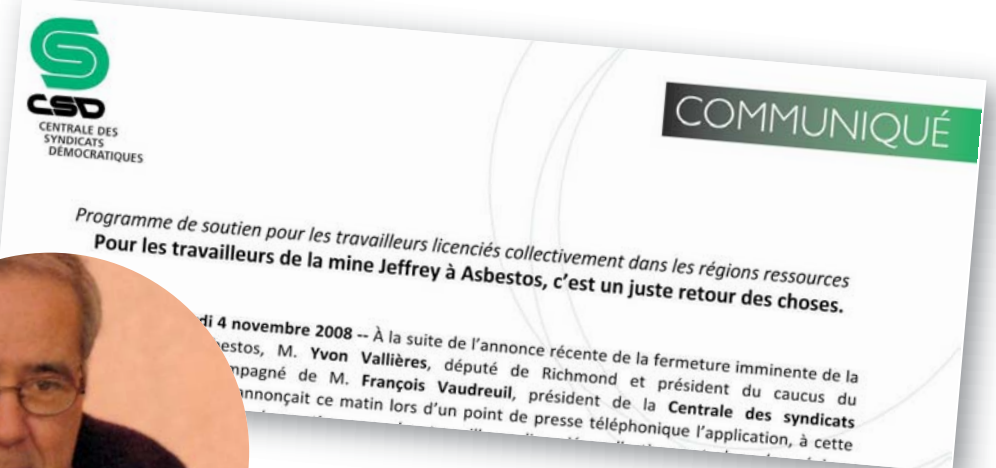 CSD
CENTRALE DES
SYNDICATS
DÉMOCRATIQUES
COMMUNIQUÉ
Programme de soutien pour les travailleurs licenciés collectivement dans les régions ressources
Pour les travailleurs de la mine Jeffrey à Asbestos, c’est un juste retour des choses.
di 4 novembre 2008 -- À la suite de l’annonce récente de la fermeture imminente de la
estos, M. Yvon Vallières, député de Richmond et président du caucus du
mpagné de M. François Vaudreuil, président de la Centrale des syndicats
annonçait ce matin lors d’un point de presse téléphonique l’application, à cette